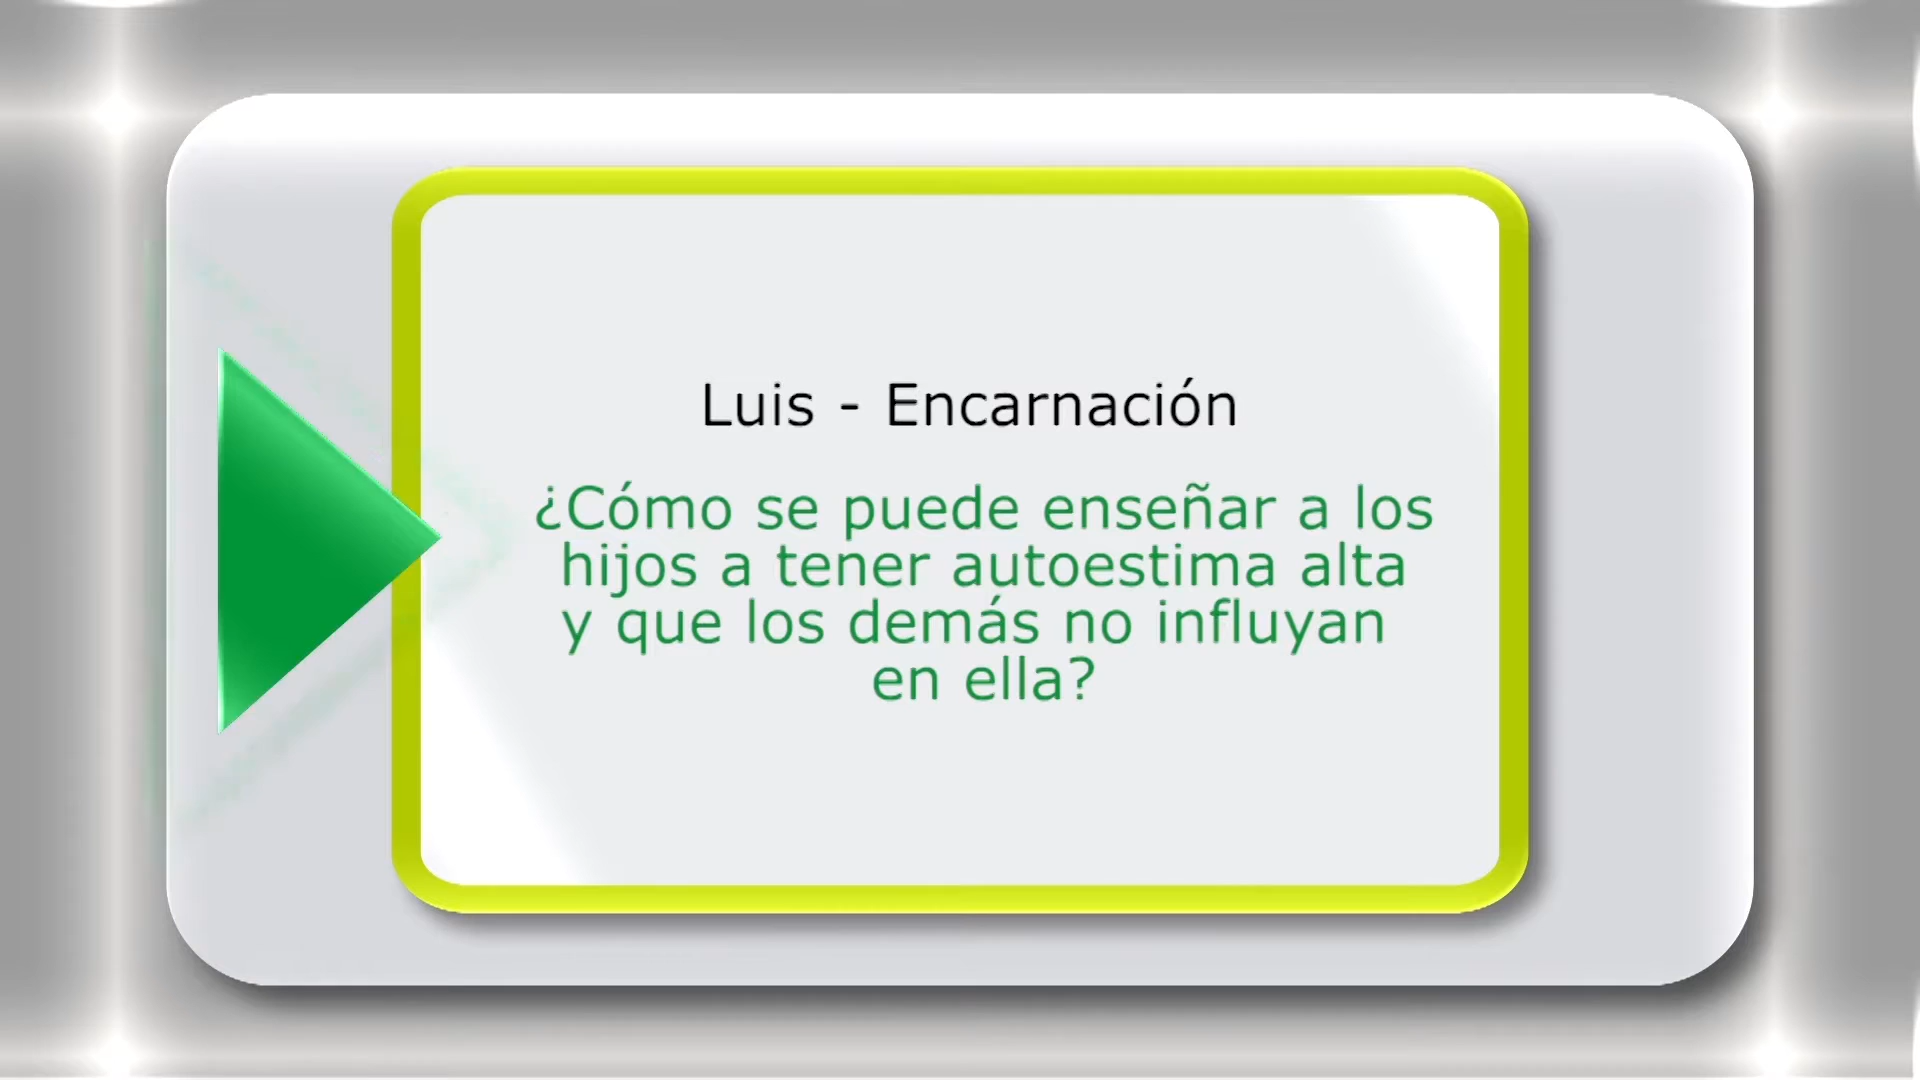 Luis - Encarnación
¿Cómo se puede enseñar a los
hijos a tener autoestima alta
y que los demás no influyan
en ella?